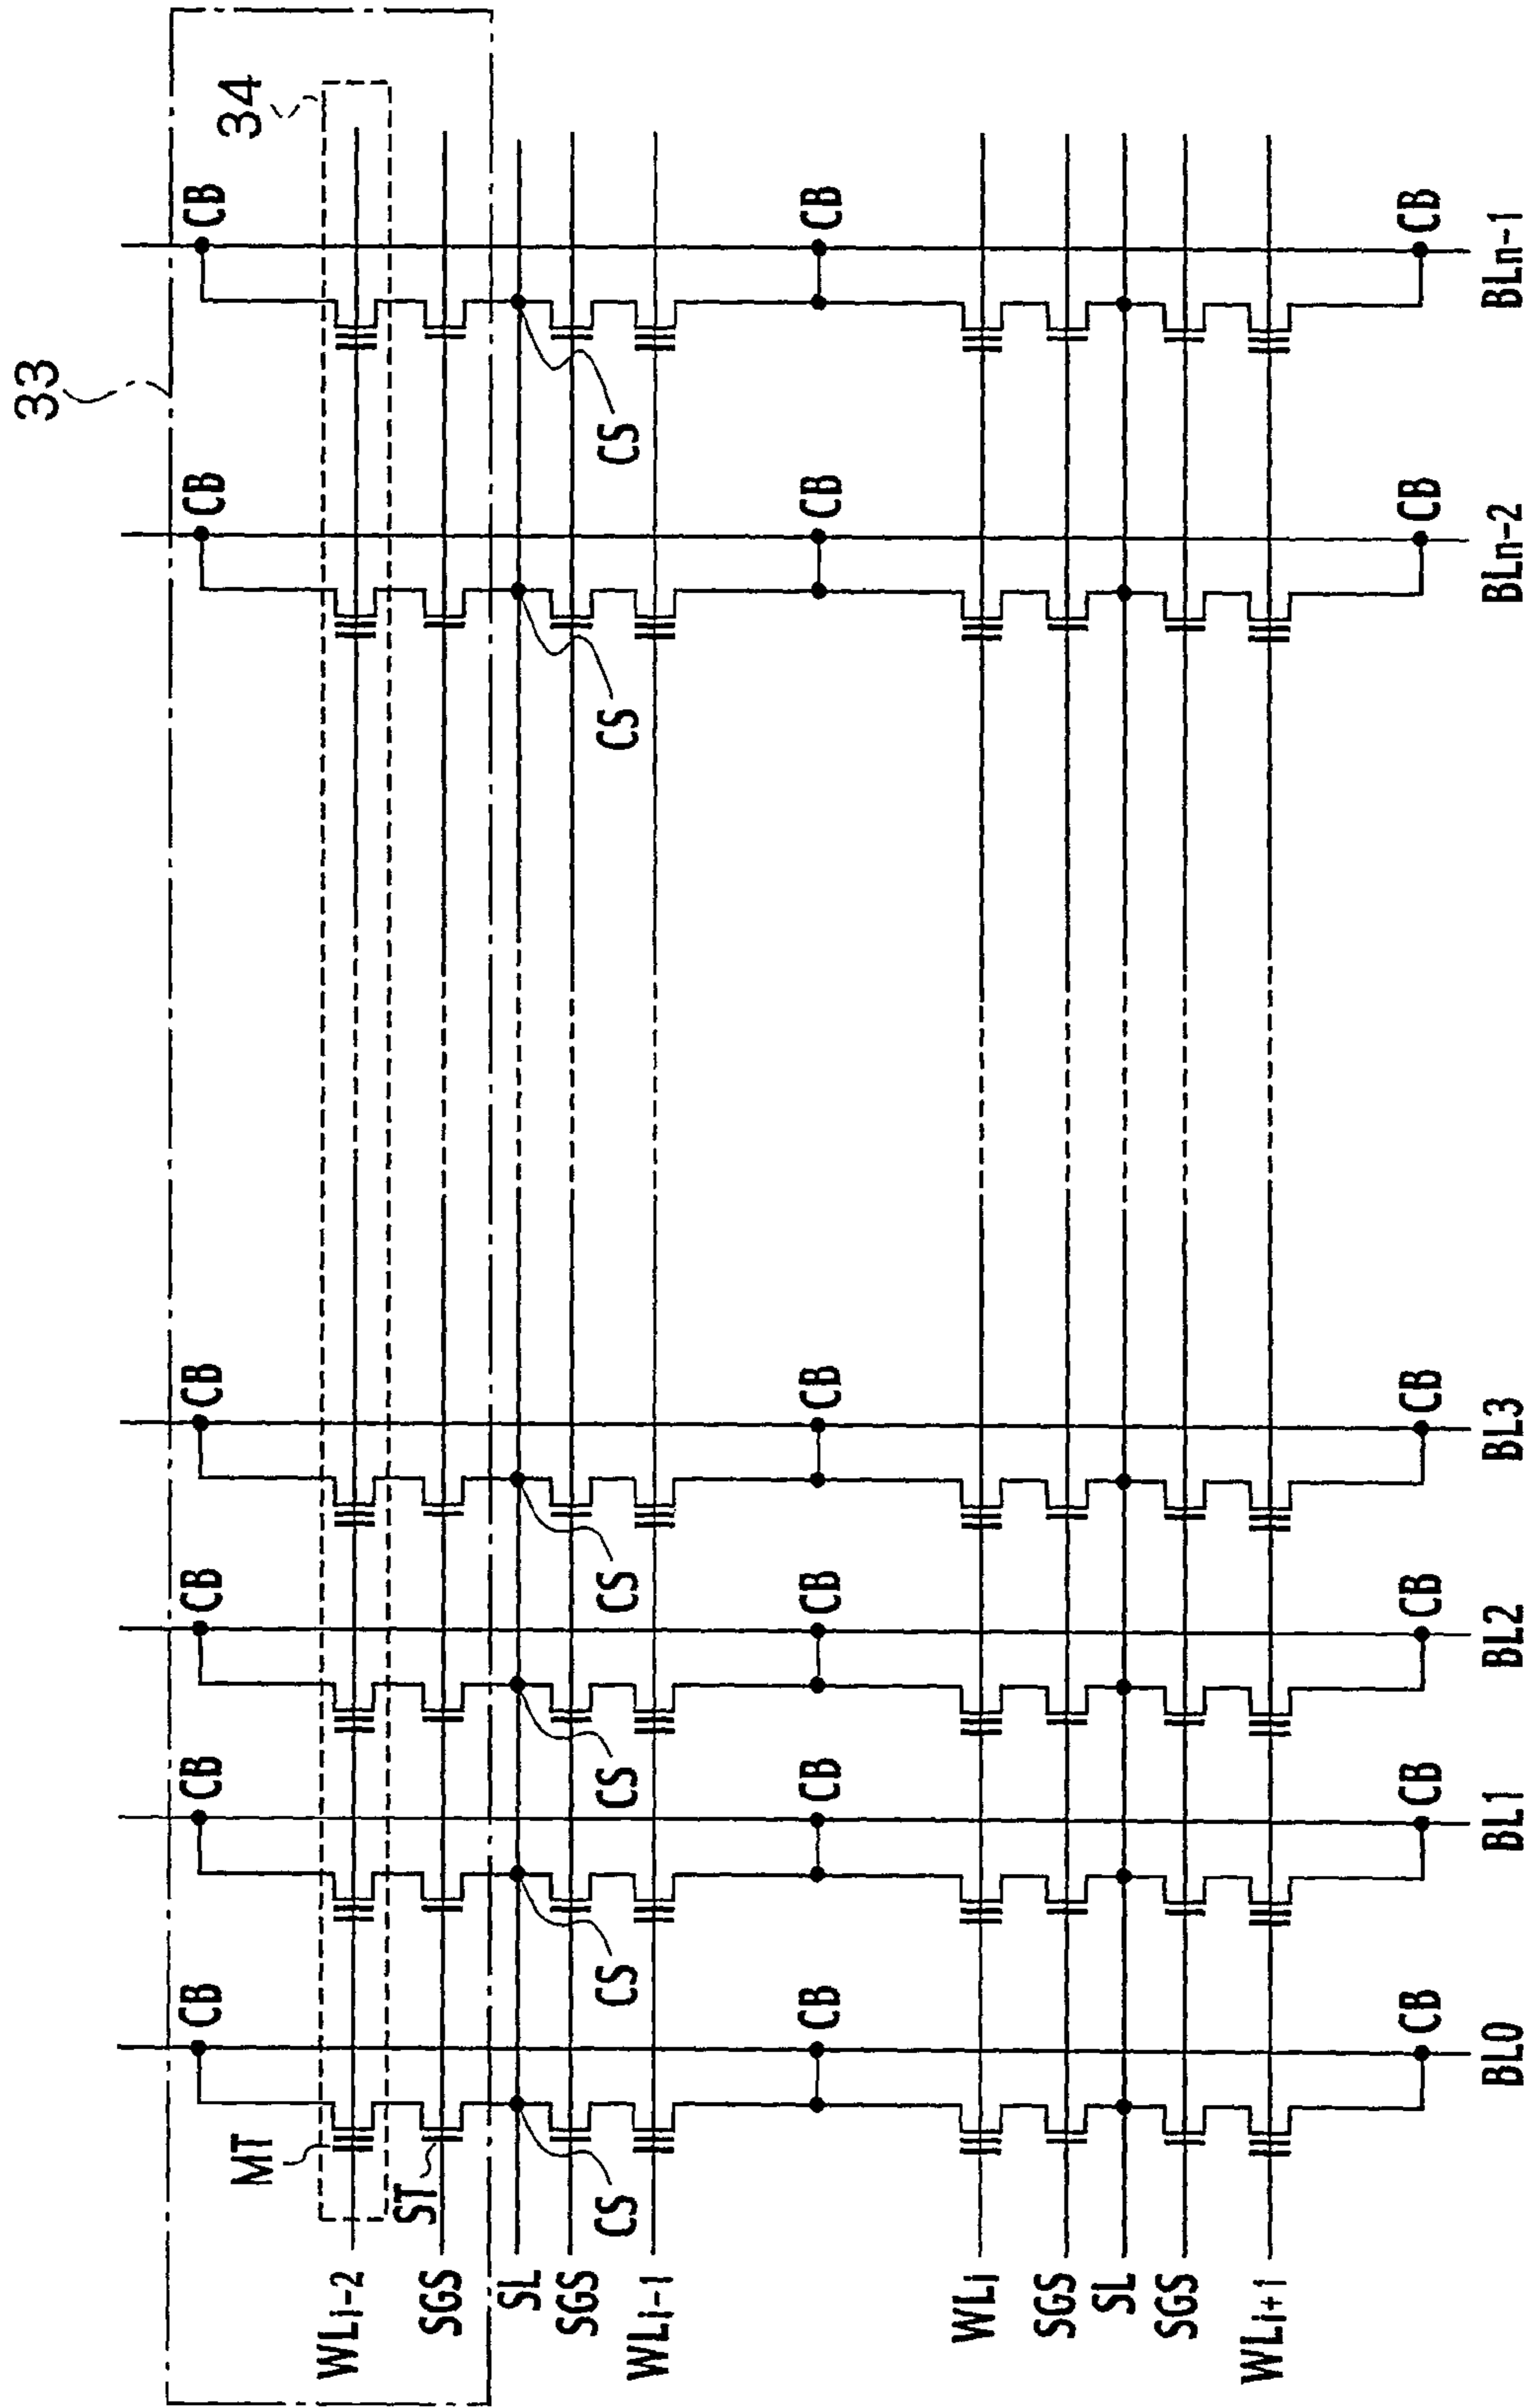 33
CB CB CB CB CB CB
34
MT
WLi-2
ST
SGS
SL
SGS
CS CS CS CS CS CS
WLi-1
CB CB CB CB CB CB
WLi
SGS
SL
SGS
WLi+1
CB CB CB CB CB CB
BL0 BL1 BL2 BL3 BLn-2 BLn-1